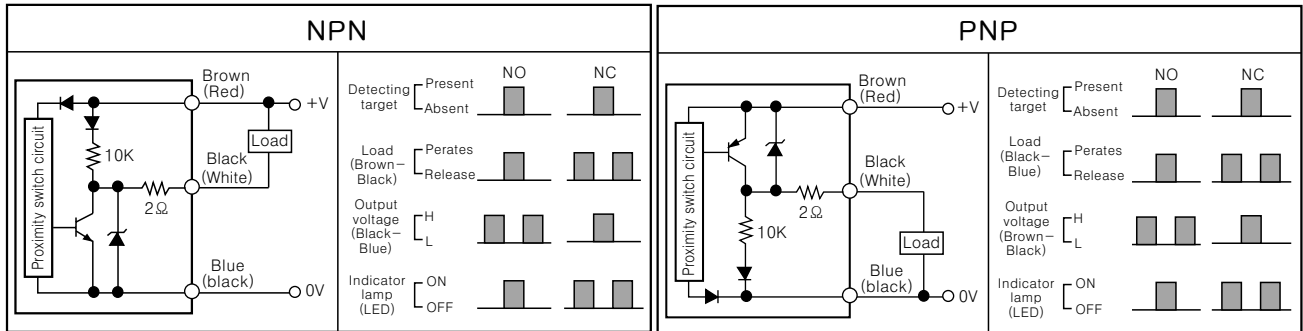 NPN
Proximity switch circuit
10K
2Ω
Brown
(Red)
+V
Load
Black
(White)
Blue
(black)
0V
NO
NC
Detecting
target
Present
Absent
Load
(Brown–
Black)
Perates
Release
Output
voltage
(Black–
Blue)
H
L
Indicator
lamp
(LED)
ON
OFF
PNP
Proximity switch circuit
10K
2Ω
Brown
(Red)
+V
Black
(White)
Load
Blue
(black)
0V
NO
NC
Detecting
target
Present
Absent
Load
(Black–
Blue)
Perates
Release
Output
voltage
(Brown–
Black)
H
L
Indicator
lamp
(LED)
ON
OFF